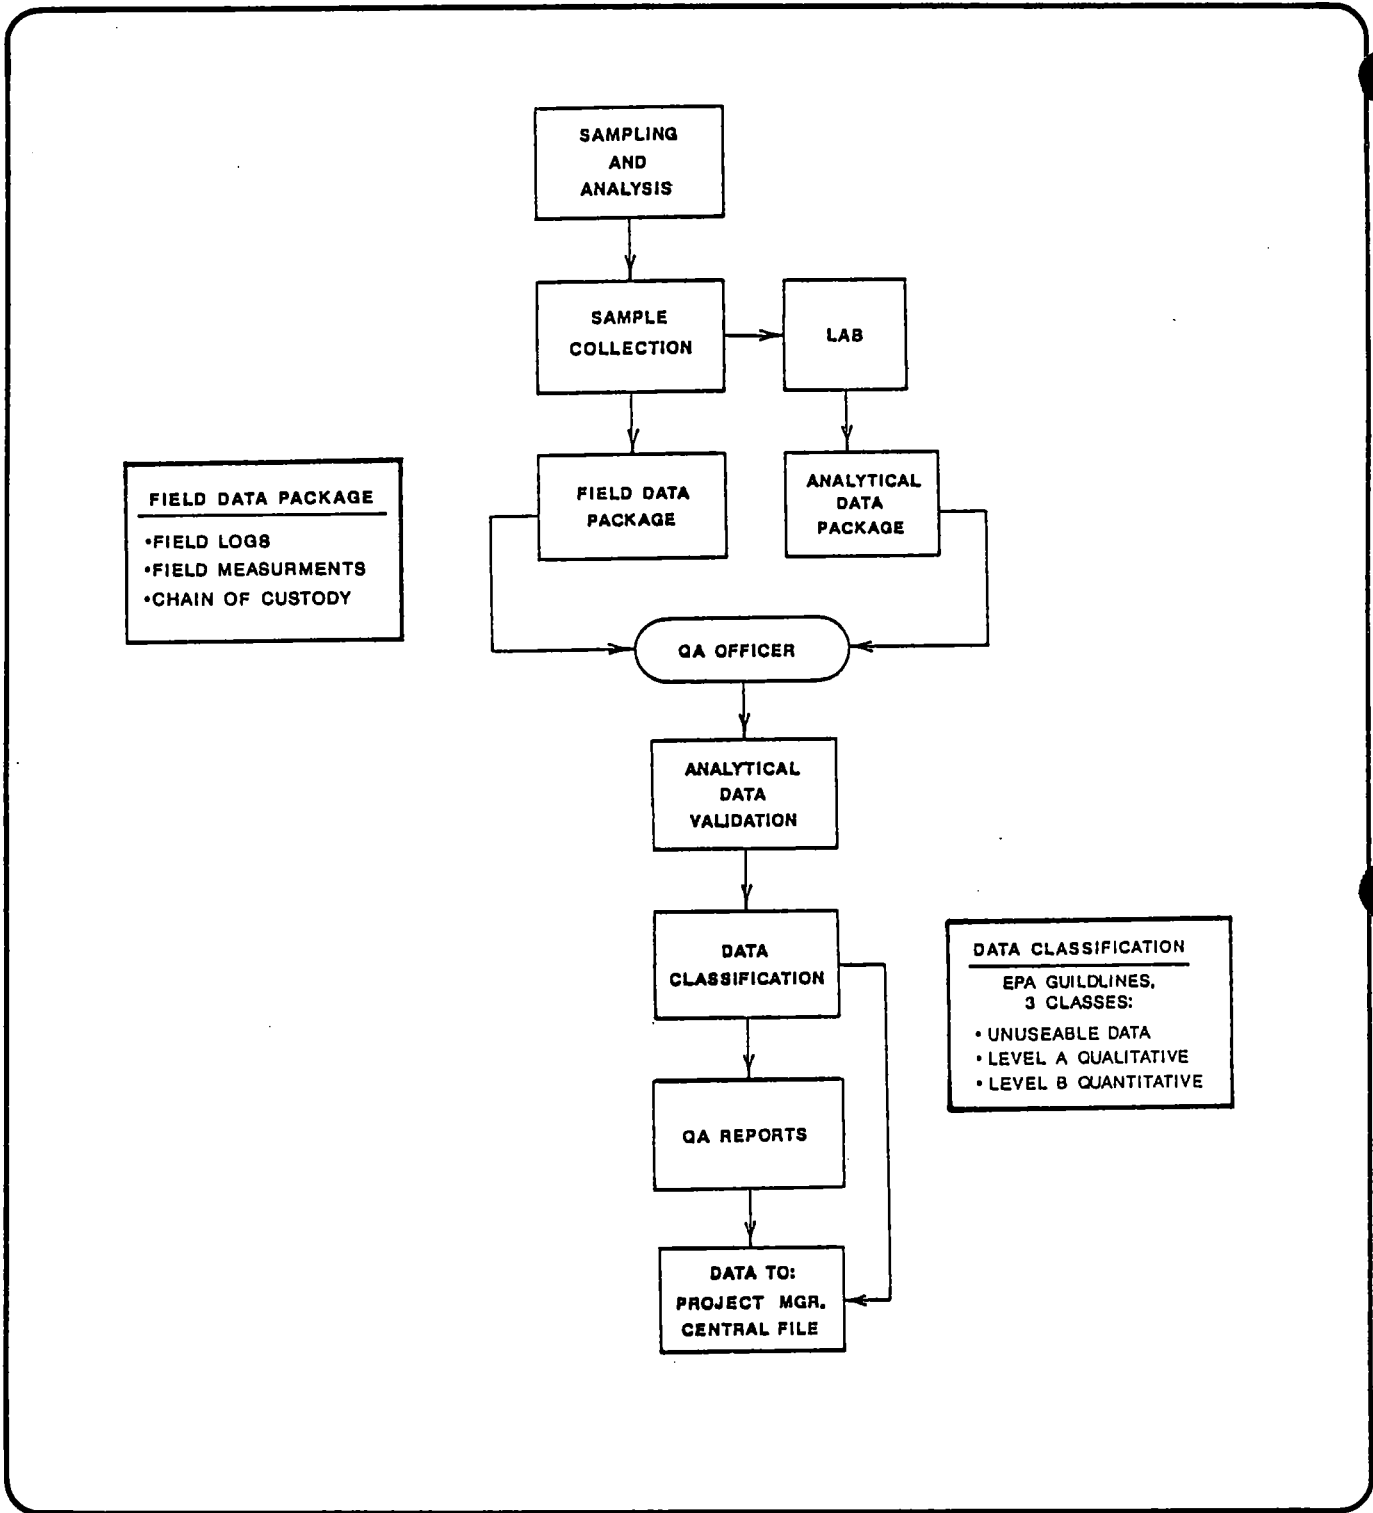 SAMPLING
AND
ANALYSIS
SAMPLE
COLLECTION
LAB
FIELD DATA PACKAGE
•FIELD LOGS
•FIELD MEASURMENTS
•CHAIN OF CUSTODY
FIELD DATA
PACKAGE
ANALYTICAL
DATA
PACKAGE
QA OFFICER
ANALYTICAL
DATA
VALIDATION
DATA
CLASSIFICATION
DATA CLASSIFICATION
EPA GUILDLINES,
3 CLASSES:
• UNUSEABLE DATA
• LEVEL A QUALITATIVE
• LEVEL B QUANTITATIVE
QA REPORTS
DATA TO:
PROJECT MGR.
CENTRAL FILE